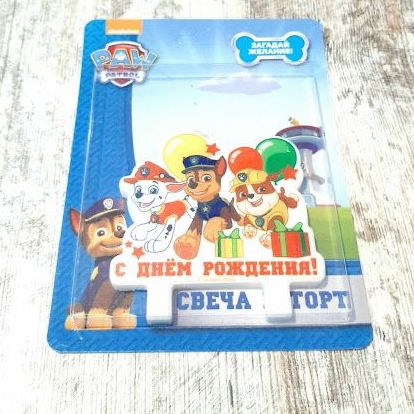 PAW
PATROL
ЗАГАДАЙ
ЖЕЛАНИЕ!
С ДНЁМ РОЖДЕНИЯ!
СВЕЧА ТОРТ